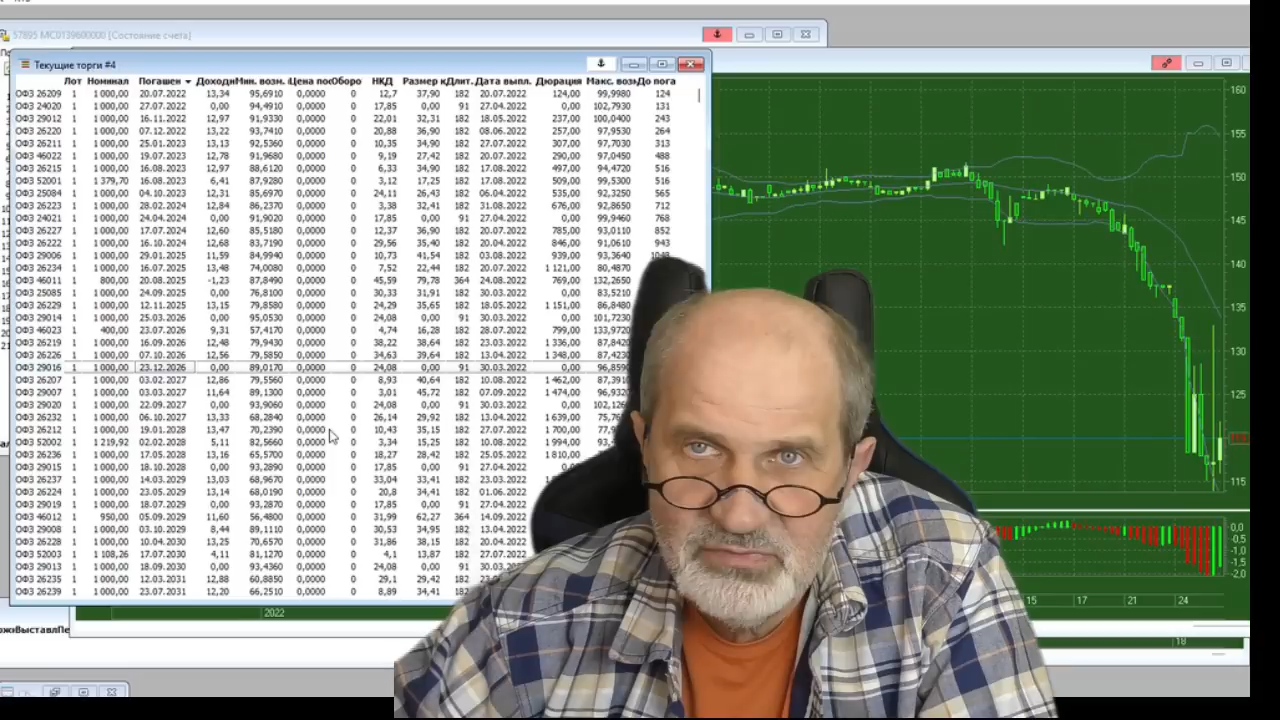 57895 МС0139600000 [Состояние счета]
Текущие торги #4
Лот Номинал Погашен Доходи Мин. возм. Цена пос Оборо НКД Размер к Длит. Дата выпл. Дюрация Макс. воз До пога
ОФЗ 26209 1 1 000,00 20.07.2022 13,34 95,6910 0,0000 0 12,7 37,90 182 20.07.2022 124,00 99,9980 124
ОФЗ 24020 1 1 000,00 27.07.2022 0,00 94,4910 0,0000 0 17,85 0,00 91 27.04.2022 0,00 102,7930 131
ОФЗ 29012 1 1 000,00 16.11.2022 12,97 91,9330 0,0000 0 22,01 32,31 182 18.05.2022 237,00 100,0400 243
ОФЗ 26220 1 1 000,00 07.12.2022 13,22 93,7410 0,0000 0 20,88 36,90 182 08.06.2022 257,00 97,9530 264
ОФЗ 26211 1 1 000,00 25.01.2023 13,13 92,5360 0,0000 0 10,35 34,90 182 27.07.2022 307,00 97,7030 313
ОФЗ 46022 1 1 000,00 19.07.2023 12,78 91,9680 0,0000 0 9,19 27,42 182 20.07.2022 290,00 97,0450 488
ОФЗ 26215 1 1 000,00 16.08.2023 12,97 88,6120 0,0000 0 6,33 34,90 182 17.08.2022 497,00 94,4720 516
ОФЗ 52001 1 1 379,70 16.08.2023 6,41 87,9280 0,0000 0 3,12 17,25 182 17.08.2022 509,00 99,5530 516
ОФЗ 25084 1 1 000,00 04.10.2023 12,31 85,6970 0,0000 0 24,11 26,43 182 06.04.2022 535,00 92,3250 565
ОФЗ 26223 1 1 000,00 28.02.2024 12,84 86,2370 0,0000 0 3,38 32,41 182 31.08.2022 676,00 92,8650 712
ОФЗ 24021 1 1 000,00 24.04.2024 0,00 91,9020 0,0000 0 17,85 0,00 91 27.04.2022 0,00 99,9460 768
ОФЗ 26227 1 1 000,00 17.07.2024 12,60 85,5180 0,0000 0 12,37 36,90 182 20.07.2022 785,00 93,0110 852
ОФЗ 26222 1 1 000,00 16.10.2024 12,68 83,7190 0,0000 0 29,56 35,40 182 20.04.2022 846,00 91,0610 943
ОФЗ 29006 1 1 000,00 29.01.2025 11,59 84,9940 0,0000 0 10,73 41,54 182 03.08.2022 939,00 93,3640
ОФЗ 26234 1 1 000,00 16.07.2025 13,48 74,0080 0,0000 0 7,52 22,44 182 20.07.2022 1 121,00 80,4870
ОФЗ 46011 1 800,00 20.08.2025 -1,23 87,8490 0,0000 0 45,59 79,78 364 24.08.2022 769,00 132,2650
ОФЗ 25085 1 1 000,00 24.09.2025 0,00 76,8100 0,0000 0 30,33 31,91 182 30.03.2022 0,00 83,5210
ОФЗ 26229 1 1 000,00 12.11.2025 13,15 79,8580 0,0000 0 24,29 35,65 182 18.05.2022 1 151,00 86,8480
ОФЗ 29014 1 1 000,00 25.03.2026 0,00 95,0530 0,0000 0 24,08 0,00 91 30.03.2022 0,00 101,7230
ОФЗ 46023 1 400,00 23.07.2026 9,31 57,4170 0,0000 0 4,74 16,28 182 28.07.2022 799,00 133,9720
ОФЗ 26219 1 1 000,00 16.09.2026 12,48 79,9430 0,0000 0 38,22 38,64 182 23.03.2022 1 336,00 87,8420
ОФЗ 26226 1 1 000,00 07.10.2026 12,56 79,5850 0,0000 0 34,63 39,64 182 13.04.2022 1 348,00 87,4230
ОФЗ 29016 1 1 000,00 23.12.2026 0,00 89,0170 0,0000 0 24,08 0,00 91 30.03.2022 0,00 96,8590
ОФЗ 26207 1 1 000,00 03.02.2027 12,86 79,5560 0,0000 0 8,93 40,64 182 10.08.2022 1 462,00 87,3910
ОФЗ 29007 1 1 000,00 03.03.2027 11,64 89,1300 0,0000 0 3,01 45,72 182 07.09.2022 1 474,00 96,9320
ОФЗ 29020 1 1 000,00 22.09.2027 0,00 93,9060 0,0000 0 24,08 0,00 91 30.03.2022 0,00 102,1260
ОФЗ 26232 1 1 000,00 06.10.2027 13,33 68,2840 0,0000 0 26,14 29,92 182 13.04.2022 1 639,00
ОФЗ 26212 1 1 000,00 19.01.2028 13,47 70,2390 0,0000 0 10,43 35,15 182 27.07.2022 1 700,00
ОФЗ 52002 1 1 219,92 02.02.2028 5,11 82,5660 0,0000 0 3,34 15,25 182 10.08.2022 1 994,00
ОФЗ 26236 1 1 000,00 17.05.2028 13,16 65,5700 0,0000 0 18,27 28,42 182 25.05.2022 1 810,00
ОФЗ 29015 1 1 000,00 18.10.2028 0,00 93,2890 0,0000 0 17,85 0,00 91 27.04.2022
ОФЗ 26237 1 1 000,00 14.03.2029 13,03 68,9670 0,0000 0 33,04 33,41 182 23.03.2022
ОФЗ 26224 1 1 000,00 23.05.2029 13,14 68,0190 0,0000 0 20,8 34,41 182 01.06.2022
ОФЗ 29019 1 1 000,00 18.07.2029 0,00 93,2870 0,0000 0 17,85 0,00 91 27.04.2022
ОФЗ 46012 1 950,00 05.09.2029 11,60 56,4800 0,0000 0 31,99 62,27 364 14.09.2022
ОФЗ 29008 1 1 000,00 03.10.2029 8,44 89,1110 0,0000 0 30,53 34,95 182 13.04.2022
ОФЗ 26228 1 1 000,00 10.04.2030 13,25 70,6570 0,0000 0 31,86 38,15 182 20.04.2022
ОФЗ 52003 1 1 108,26 17.07.2030 4,11 81,1270 0,0000 0 4,1 13,87 182 27.07.2022
ОФЗ 29013 1 1 000,00 18.09.2030 0,00 93,4360 0,0000 0 24,08 0,00 91
ОФЗ 26235 1 1 000,00 12.03.2031 12,88 60,8850 0,0000 0 29,1 29,42 182
ОФЗ 26239 1 1 000,00 23.07.2031 12,20 66,2510 0,0000 0 8,89 34,41 182
160
155
150
145
140
135
130
125
115
0,0
-0,5
-1,0
-1,5
-2,0
2022
15 17 21 24
18